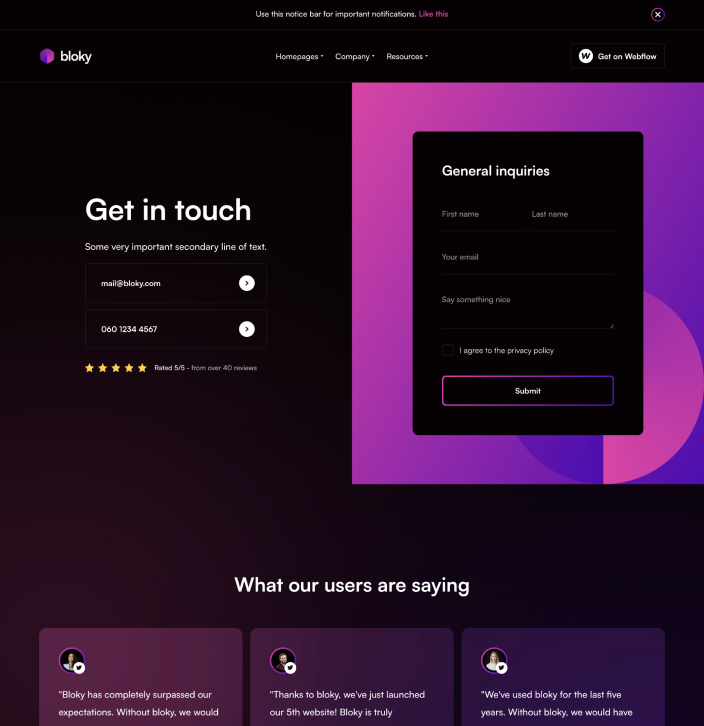 Use this notice bar for important notifications. Like this
bloky
Homepages
Company
Resources
Get on Webflow
Get in touch
Some very important secondary line of text.
mail@bloky.com
060 1234 4567
Rated 5/5 - from over 40 reviews
General inquiries
First name
Last name
Your email
Say something nice
I agree to the privacy policy
Submit
What our users are saying
"Bloky has completely surpassed our
expectations. Without bloky, we would
"Thanks to bloky, we've just launched
our 5th website! Bloky is truly
"We've used bloky for the last five
years. Without bloky, we would have